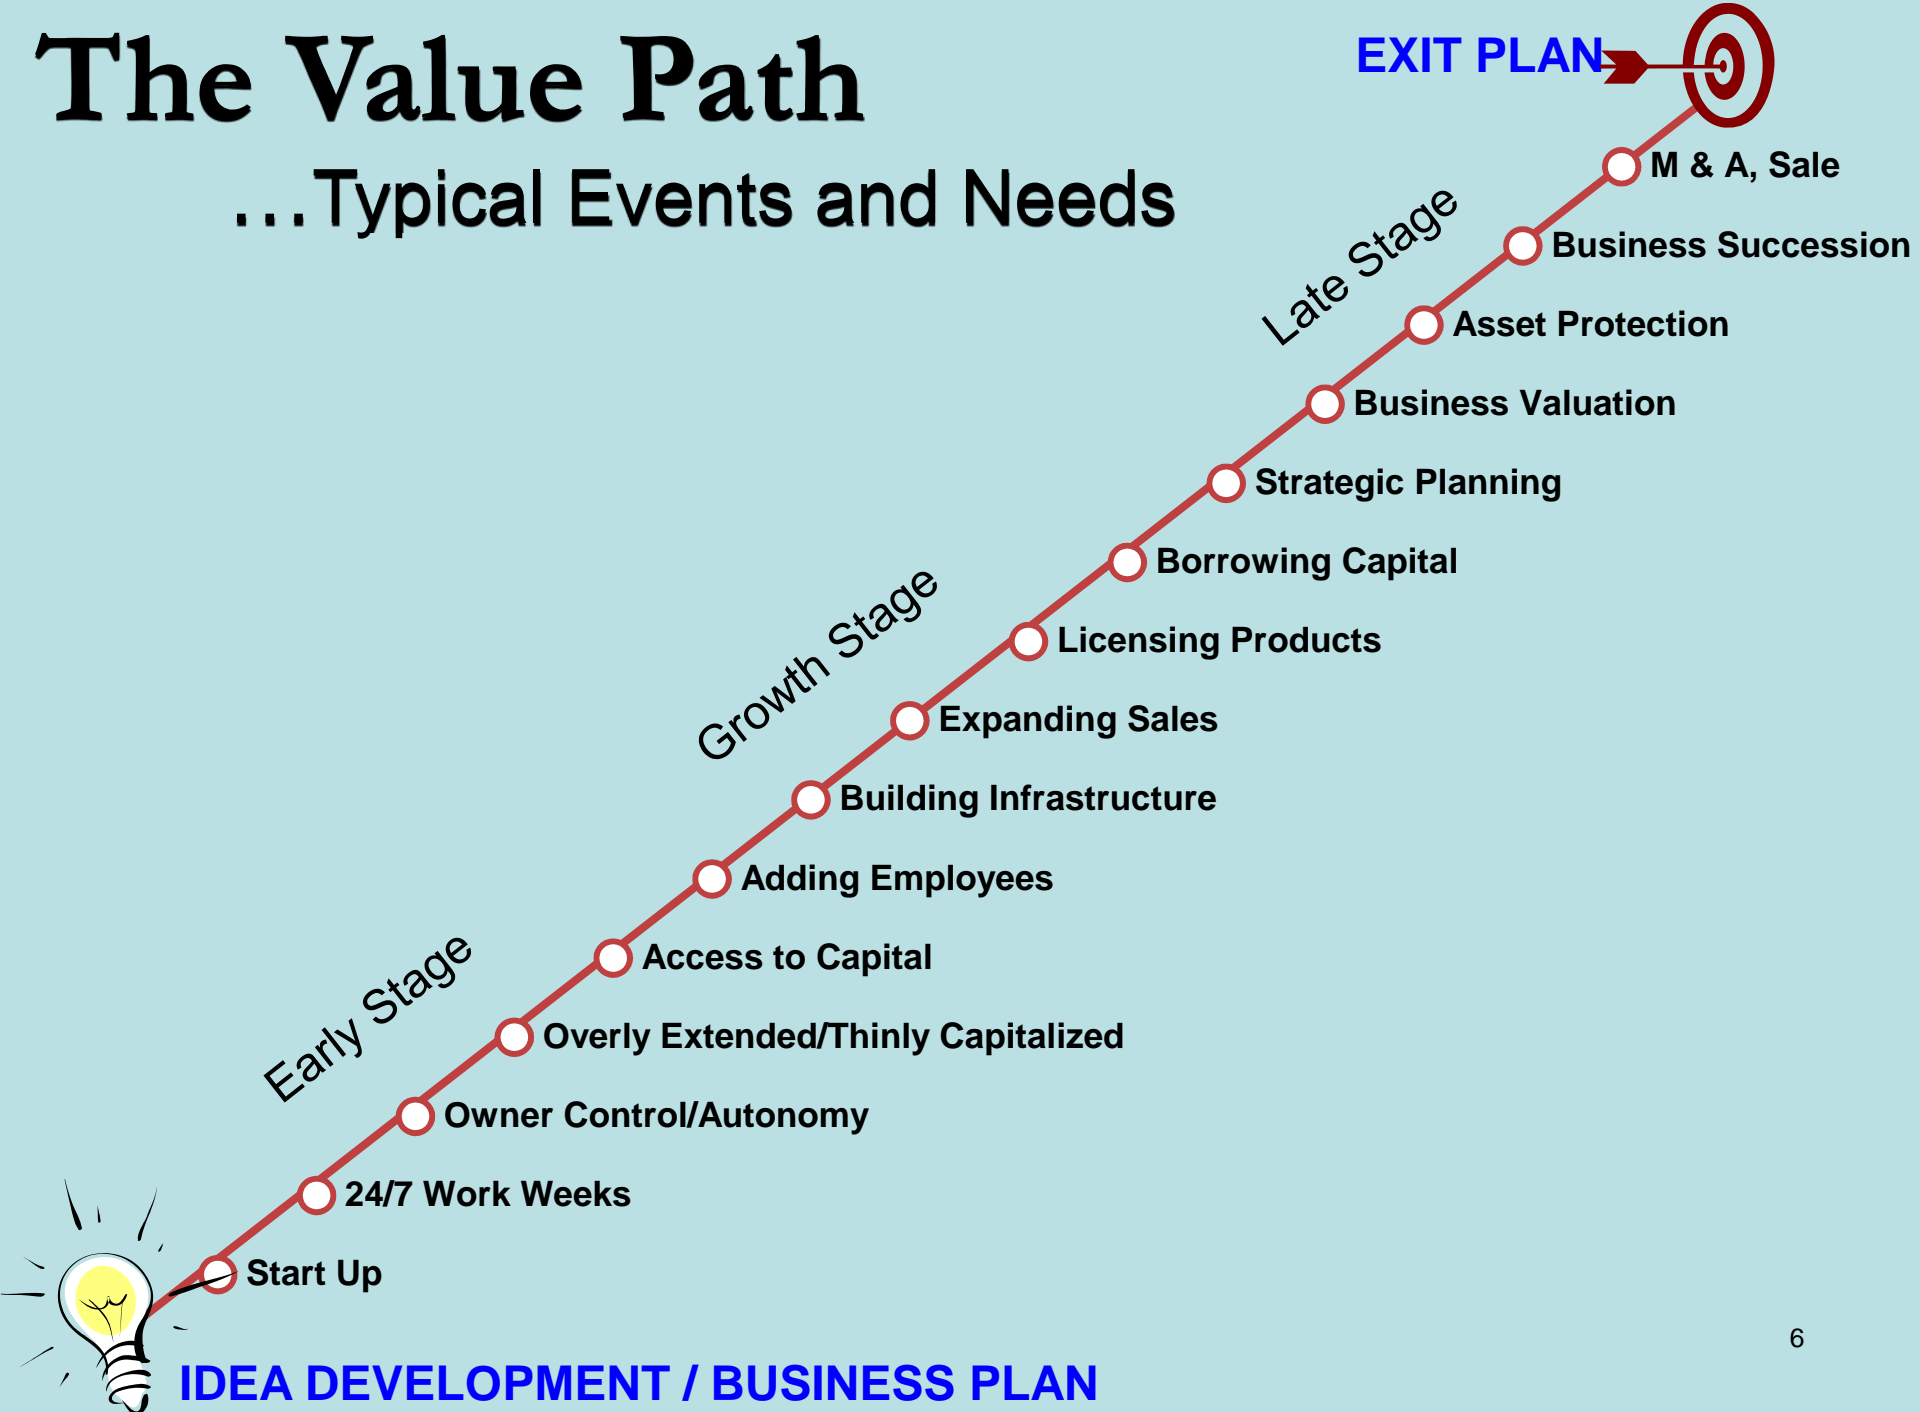 The Value Path
EXIT PLAN
…Typical Events and Needs
M & A, Sale
Late Stage
Business Succession
Asset Protection
Business Valuation
Strategic Planning
Borrowing Capital
Growth Stage
Licensing Products
Expanding Sales
Building Infrastructure
Adding Employees
Early Stage
Access to Capital
Overly Extended/Thinly Capitalized
Owner Control/Autonomy
24/7 Work Weeks
Start Up
6
IDEA DEVELOPMENT / BUSINESS PLAN